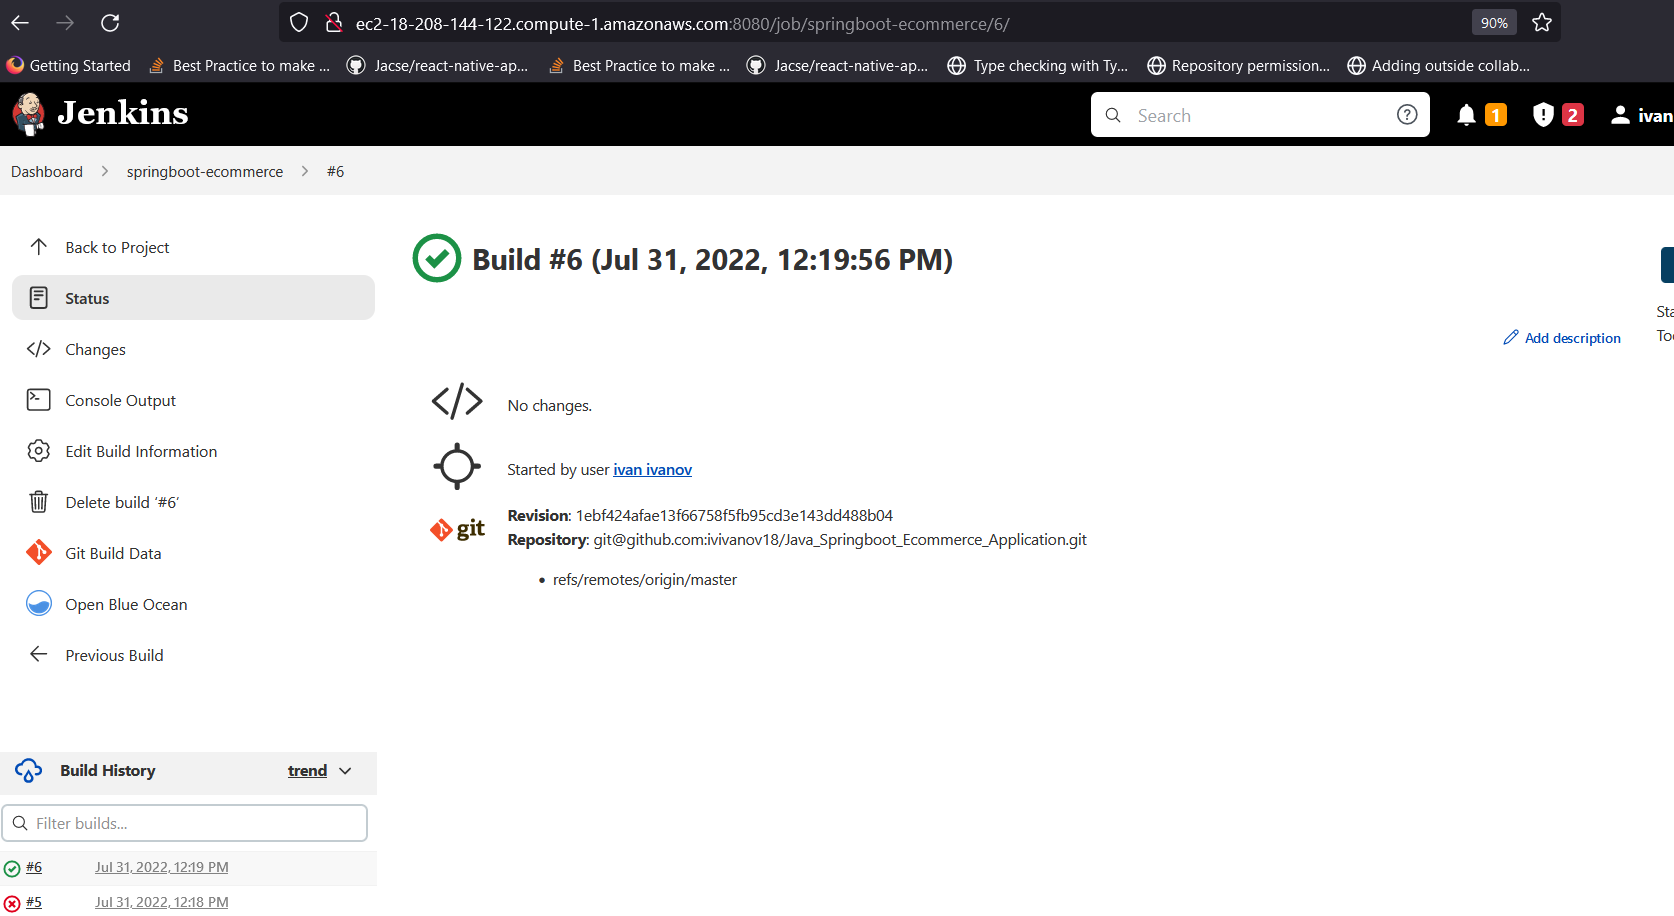 ec2-18-208-144-122.compute-1.amazonaws.com:8080/job/springboot-ecommerce/6/
90%
Getting Started
Best Practice to make ...
Jacse/react-native-ap...
Best Practice to make ...
Jacse/react-native-ap...
Type checking with Ty...
Repository permission...
Adding outside collab...
Jenkins
Search
?
1
2
ivan
Dashboard
springboot-ecommerce
#6
Back to Project
Status
Changes
Console Output
Edit Build Information
Delete build ‘#6’
Git Build Data
Open Blue Ocean
Previous Build
Build #6 (Jul 31, 2022, 12:19:56 PM)
Sta
Add description
No changes.
Started by user ivan ivanov
git
Revision: 1ebf424afae13f66758f5fb95cd3e143dd488b04
Repository: git@github.com:ivivanov18/Java_Springboot_Ecommerce_Application.git
• refs/remotes/origin/master
Build History
trend
Filter builds...
#6 Jul 31, 2022, 12:19 PM
#5 Jul 31, 2022, 12:18 PM